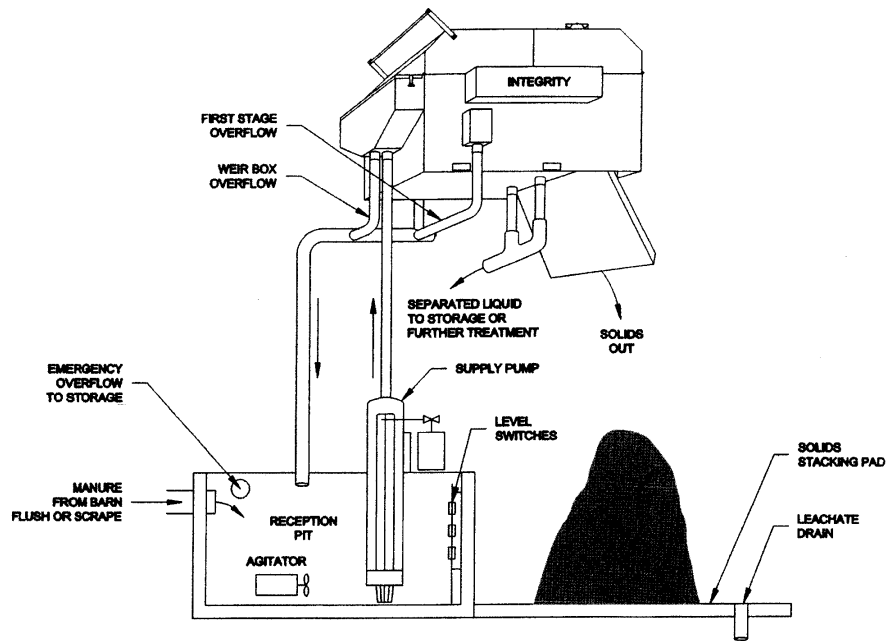 INTEGRITY
FIRST STAGE
OVERFLOW
WEIR BOX
OVERFLOW
SEPARATED LIQUID
TO STORAGE OR
FURTHER TREATMENT
SOLIDS
OUT
EMERGENCY
OVERFLOW
TO STORAGE
SUPPLY PUMP
LEVEL
SWITCHES
SOLIDS
STACKING PAD
MANURE
FROM BARN
FLUSH OR SCRAPE
RECEPTION
PIT
LEACHATE
DRAIN
AGITATOR